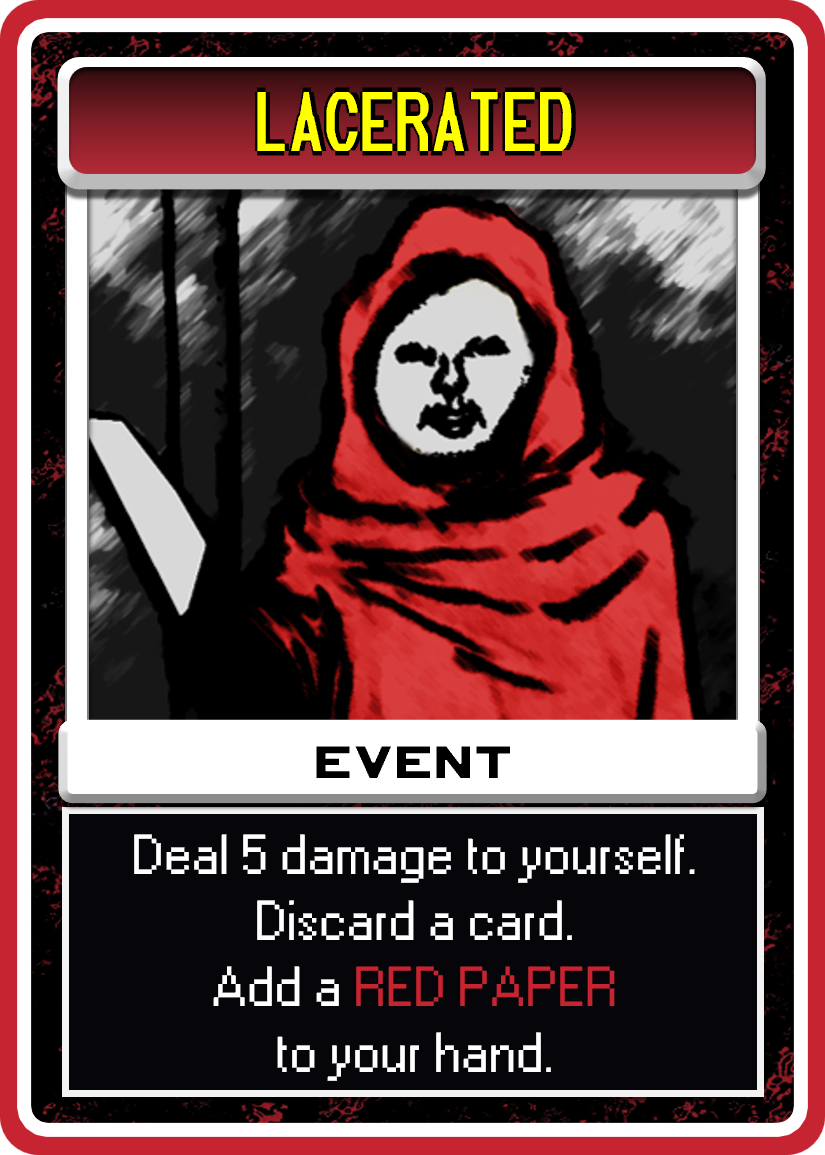 LACERATED
EVENT
Deal 5 damage to yourself.
Discard a card.
Add a RED PAPER
to your hand.